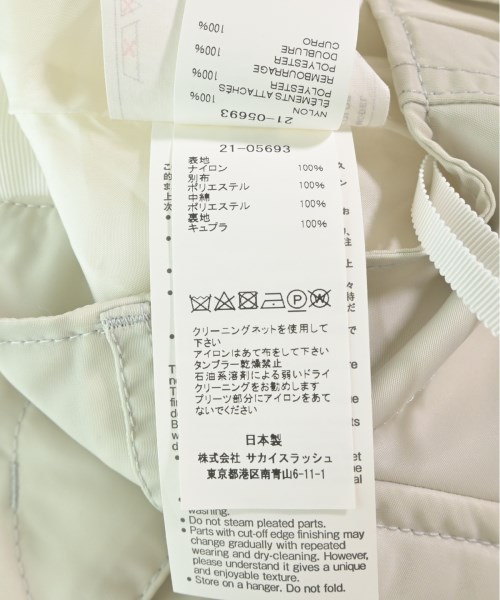 CUPRO
DOUBLURE 100%
POLYESTER
REMBOURRAGE 100%
POLYESTER
ÉLÉMENTS ATTACHÉS 100%
NYLON 100%
21-05693
21-05693
表地
ナイロン 100%
別布
ポリエステル 100%
中綿
ポリエステル 100%
裏地
キュプラ 100%
クリーニングネットを使用して
下さい
アイロンはあて布をして下さい
タンブラー乾燥禁止
石油系溶剤による弱いドライ
クリーニングをお勧めします
プリーツ部分にアイロンをあて
ないでください
日本製
株式会社 サカイスラッシュ
東京都港区南青山6-11-1
washing.
• Do not steam pleated parts.
• Parts with cut-off edge finishing may
change gradually with repeated
wearing and dry-cleaning. However,
please understand it gives a unique
and enjoyable texture.
• Store on a hanger. Do not fold.